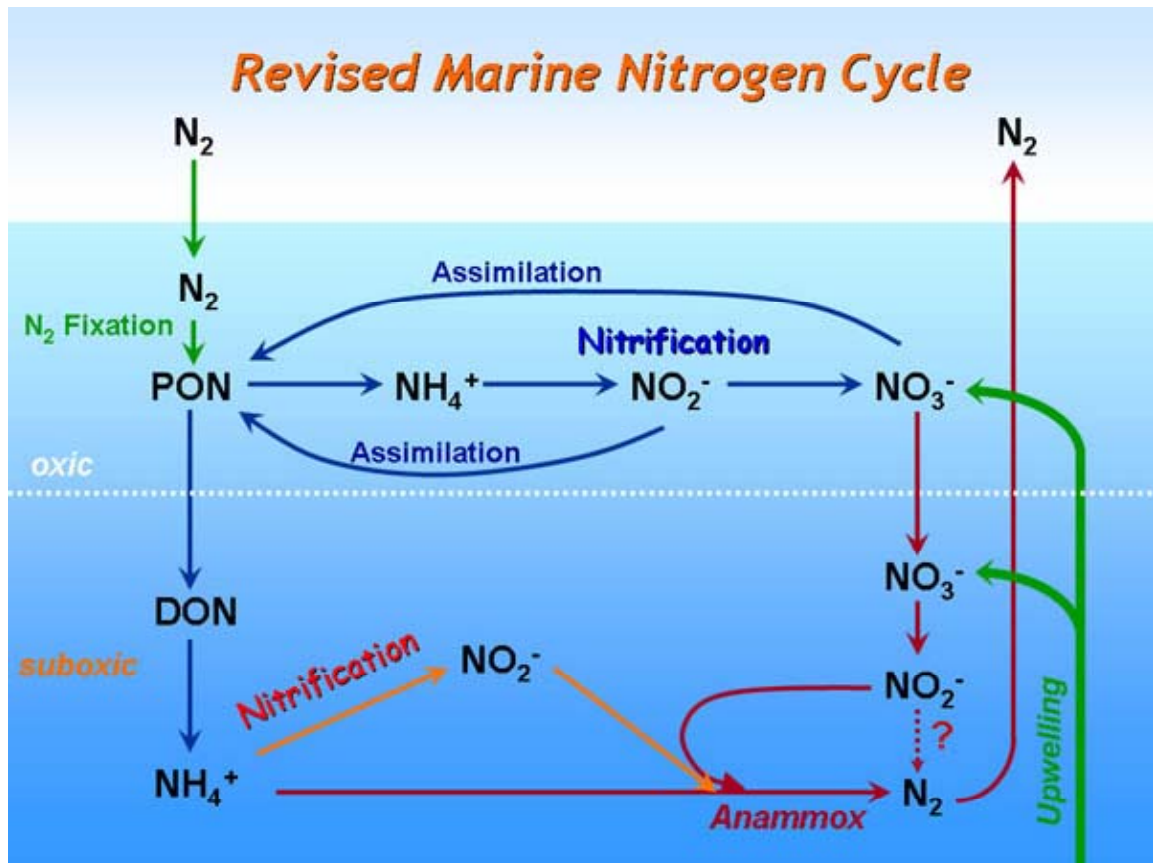 Revised Marine Nitrogen Cycle
N₂
N₂
N₂
Assimilation
N₂ Fixation
Nitrification
PON
NH₄⁺
NO₂⁻
NO₃⁻
Assimilation
oxic
NO₃⁻
DON
suboxic
Nitrification
NO₂⁻
NO₂⁻
?
Upwelling
NH₄⁺
N₂
Anammox